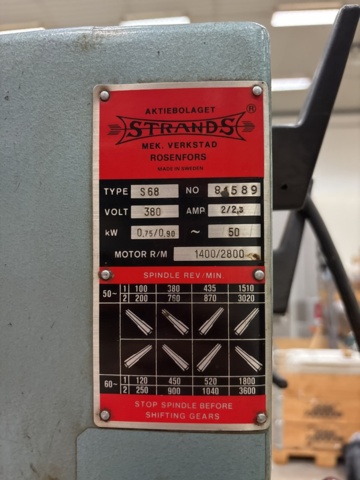 AKTIEBOLAGET
STRANDS ®
MEK. VERKSTAD
ROSENFORS
MADE IN SWEDEN
TYPE S68 NO 84589
VOLT 380 AMP 2/2,3
kW 0,75/0,90 ~ 50
MOTOR R/M 1400/2800
SPINDLE REV/MIN.
50~ 1 100 380 435 1510
2 200 750 870 3020
60~ 1 120 450 520 1800
2 250 900 1040 3600
STOP SPINDLE BEFORE
SHIFTING GEARS